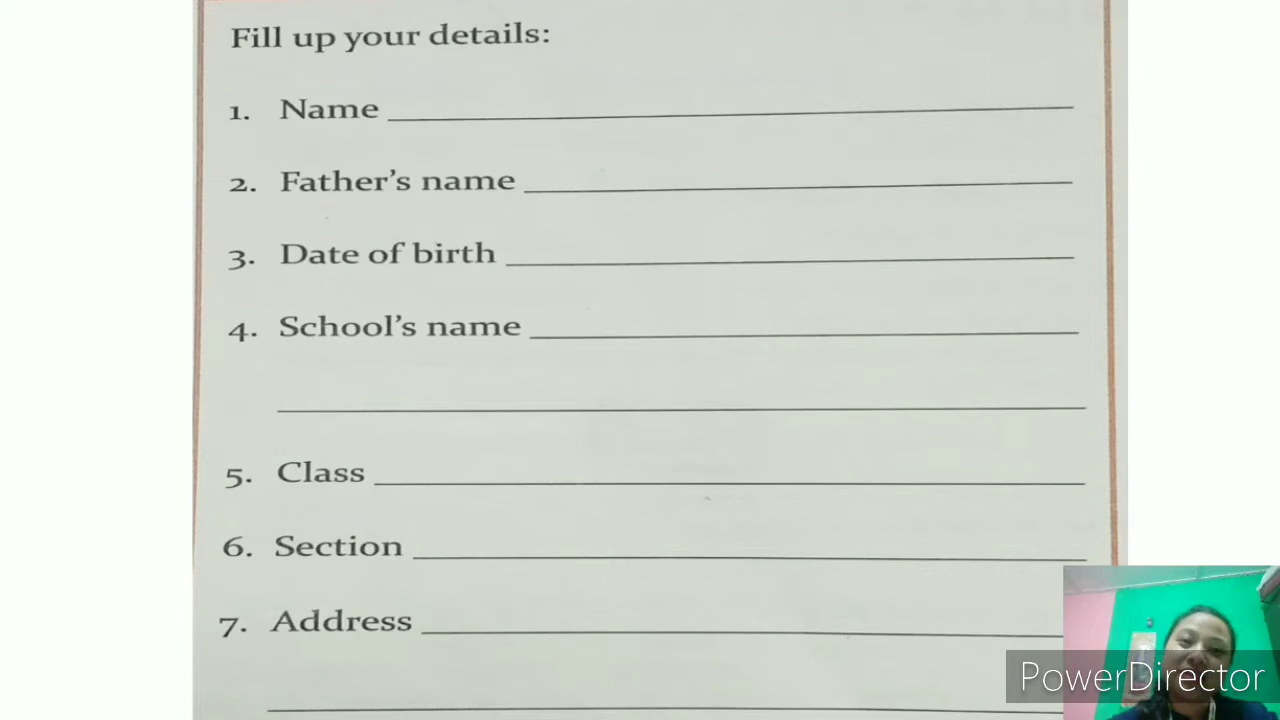 Fill up your details:
1. Name
2. Father's name
3. Date of birth
4. School's name
5. Class
6. Section
7. Address
PowerDirector